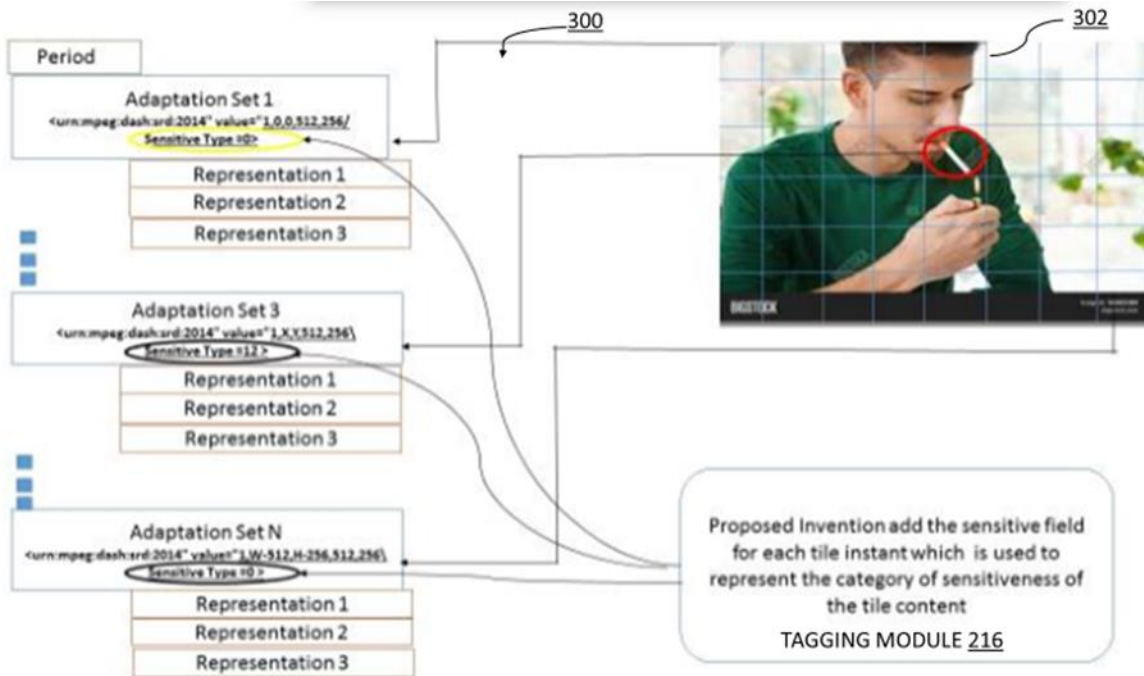 300
302
Period
Adaptation Set 1
<urn:mpeg:dash:srd:2014" value="1,0,0,512,256/
Sensitive Type =0>
Representation 1
Representation 2
Representation 3
Adaptation Set 3
<urn:mpeg:dash:srd:2014" value="1,X,Y,512,256\
Sensitive Type =12 >
Representation 1
Representation 2
Representation 3
Adaptation Set N
<urn:mpeg:dash:srd:2014" value="1,W-512,H-256,512,256\
Sensitive Type =0 >
Representation 1
Representation 2
Representation 3
BIGSTOCK
Proposed Invention add the sensitive field
for each tile instant which is used to
represent the category of sensitiveness of
the tile content
TAGGING MODULE 216